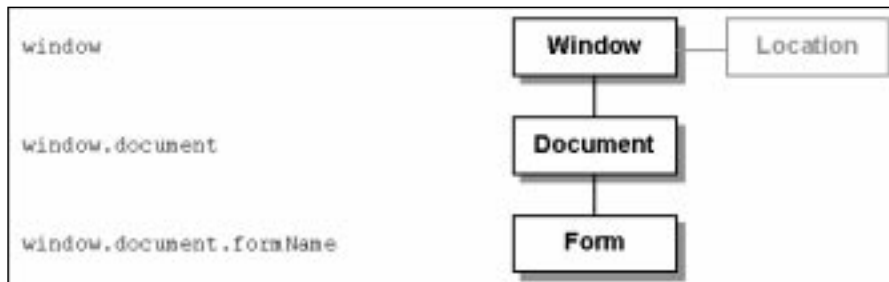 window
Window
Location
window.document
Document
window.document.formName
Form